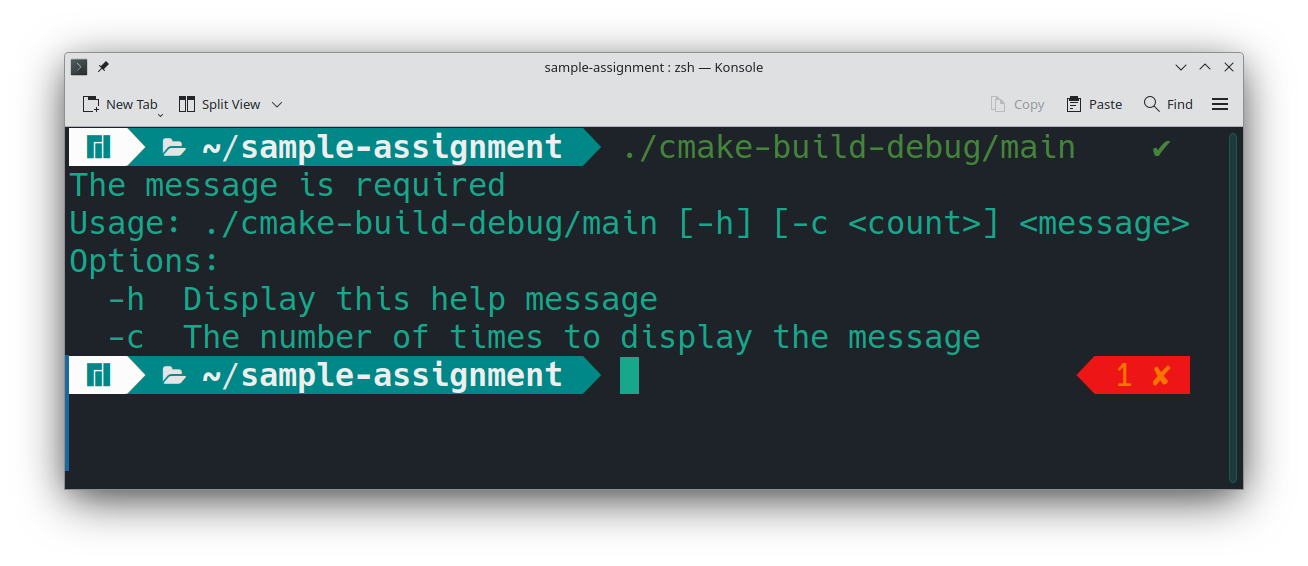 sample-assignment : zsh — Konsole
New Tab Split View Copy Paste Find
~/sample-assignment ./cmake-build-debug/main ✔
The message is required
Usage: ./cmake-build-debug/main [-h] [-c <count>] <message>
Options:
-h Display this help message
-c The number of times to display the message
~/sample-assignment 1 ✘